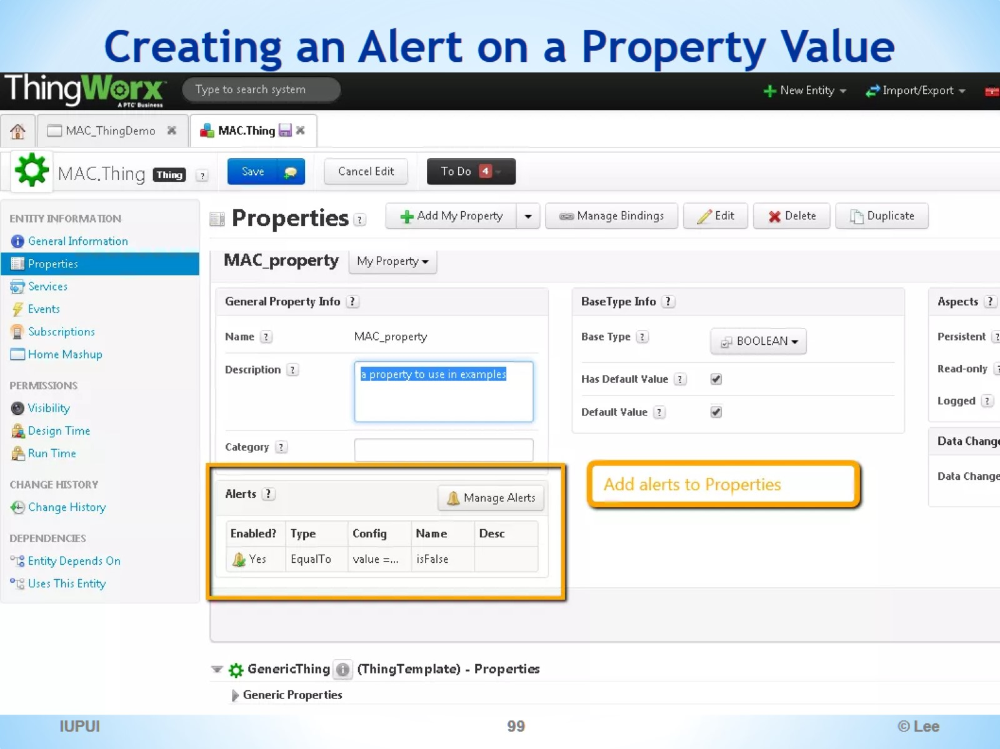 Creating an Alert on a Property Value
ThingWorx
A PTC Business
Type to search system
New Entity
Import/Export
MAC_ThingDemo
MAC.Thing
MAC.Thing Thing ?
Save
Cancel Edit
To Do 4
ENTITY INFORMATION
General Information
Properties
Services
Events
Subscriptions
Home Mashup
PERMISSIONS
Visibility
Design Time
Run Time
CHANGE HISTORY
Change History
DEPENDENCIES
Entity Depends On
Uses This Entity
Properties ?
Add My Property
Manage Bindings
Edit
Delete
Duplicate
MAC_property
My Property
General Property Info ?
Name ? MAC_property
Description ? a property to use in examples
Category ?
BaseType Info ?
Base Type ? BOOLEAN
Has Default Value ?
Default Value ?
Aspects ?
Persistent ?
Read-only ?
Logged ?
Data Change
Data Change
Alerts ?
Manage Alerts
Enabled? Type Config Name Desc
Yes EqualTo value =... isFalse
Add alerts to Properties
GenericThing i (ThingTemplate) - Properties
Generic Properties
IUPUI 99 © Lee